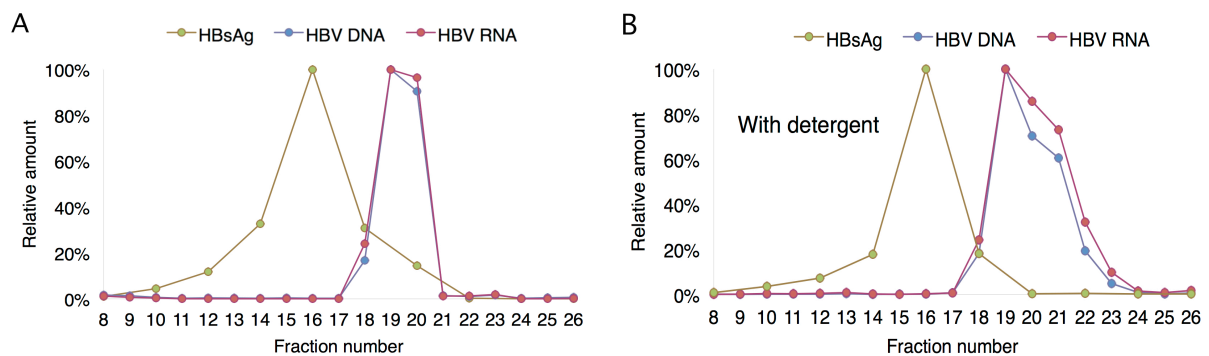 A
HBsAg HBV DNA HBV RNA
100%
80%
60%
40%
20%
0%
Relative amount
8 9 10 11 12 13 14 15 16 17 18 19 20 21 22 23 24 25 26
Fraction number
B
HBsAg HBV DNA HBV RNA
100%
80%
60%
40%
20%
0%
Relative amount
With detergent
8 9 10 11 12 13 14 15 16 17 18 19 20 21 22 23 24 25 26
Fraction number